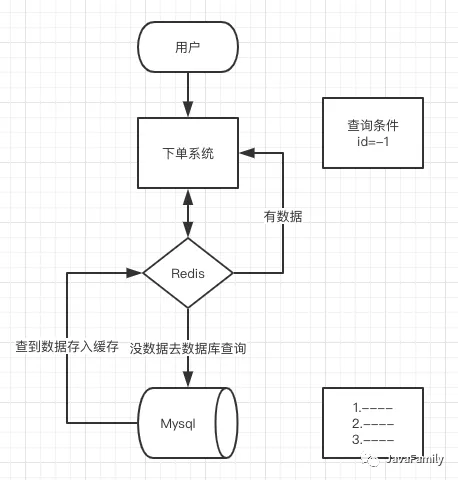 用户
下单系统
查询条件
id=-1
有数据
Redis
查到数据存入缓存
没数据去数据库查询
Mysql
1.----
2.----
3.----
JavaFamily